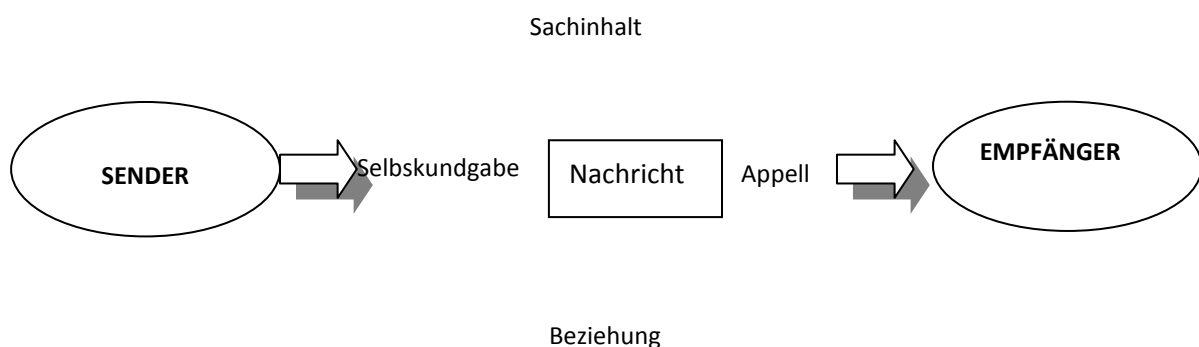 Sachinhalt
SENDER
Selbskundgabe
Nachricht
Appell
EMPFÄNGER
Beziehung